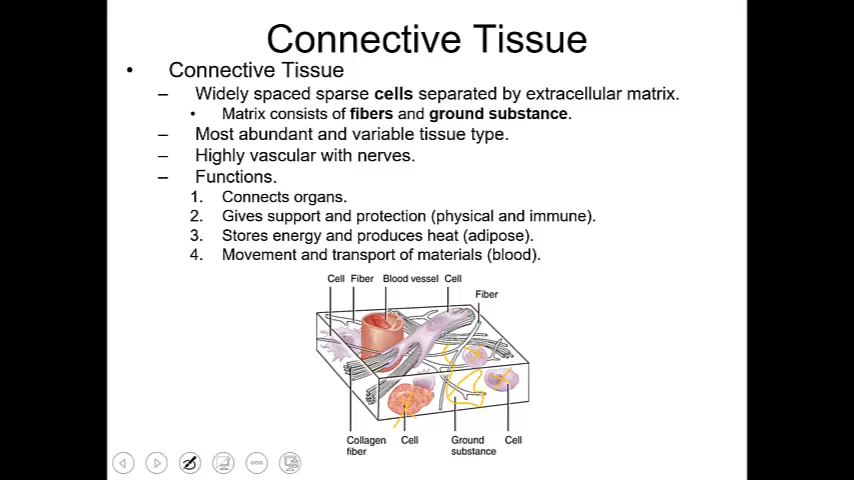 Connective Tissue
• Connective Tissue
– Widely spaced sparse cells separated by extracellular matrix.
• Matrix consists of fibers and ground substance.
– Most abundant and variable tissue type.
– Highly vascular with nerves.
– Functions.
1. Connects organs.
2. Gives support and protection (physical and immune).
3. Stores energy and produces heat (adipose).
4. Movement and transport of materials (blood).
Cell Fiber Blood vessel Cell
Fiber
Collagen fiber
Cell
Ground substance
Cell